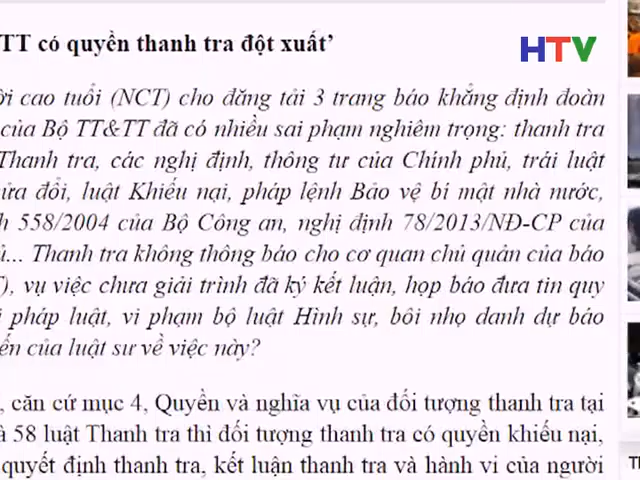 HTV
TT có quyền thanh tra đột xuất'
cao tuổi (NCT) cho đăng tải 3 trang báo khẳng định đoàn
của Bộ TT&TT đã có nhiều sai phạm nghiêm trọng: thanh tra
Thanh tra, các nghị định, thông tư của Chính phủ, trái luật
đổi, luật Khiếu nại, pháp lệnh Bảo vệ bí mật nhà nước,
558/2004 của Bộ Công an, nghị định 78/2013/NĐ-CP của
... Thanh tra không thông báo cho cơ quan chủ quản của báo
), vụ việc chưa giải trình đã ký kết luận, họp báo đưa tin quy
pháp luật, vi phạm bộ luật Hình sự, bôi nhọ danh dự báo
của luật sư về việc này?
, căn cứ mục 4, Quyền và nghĩa vụ của đối tượng thanh tra tại
58 luật Thanh tra thì đối tượng thanh tra có quyền khiếu nại,
quyết định thanh tra, kết luận thanh tra và hành vi của người